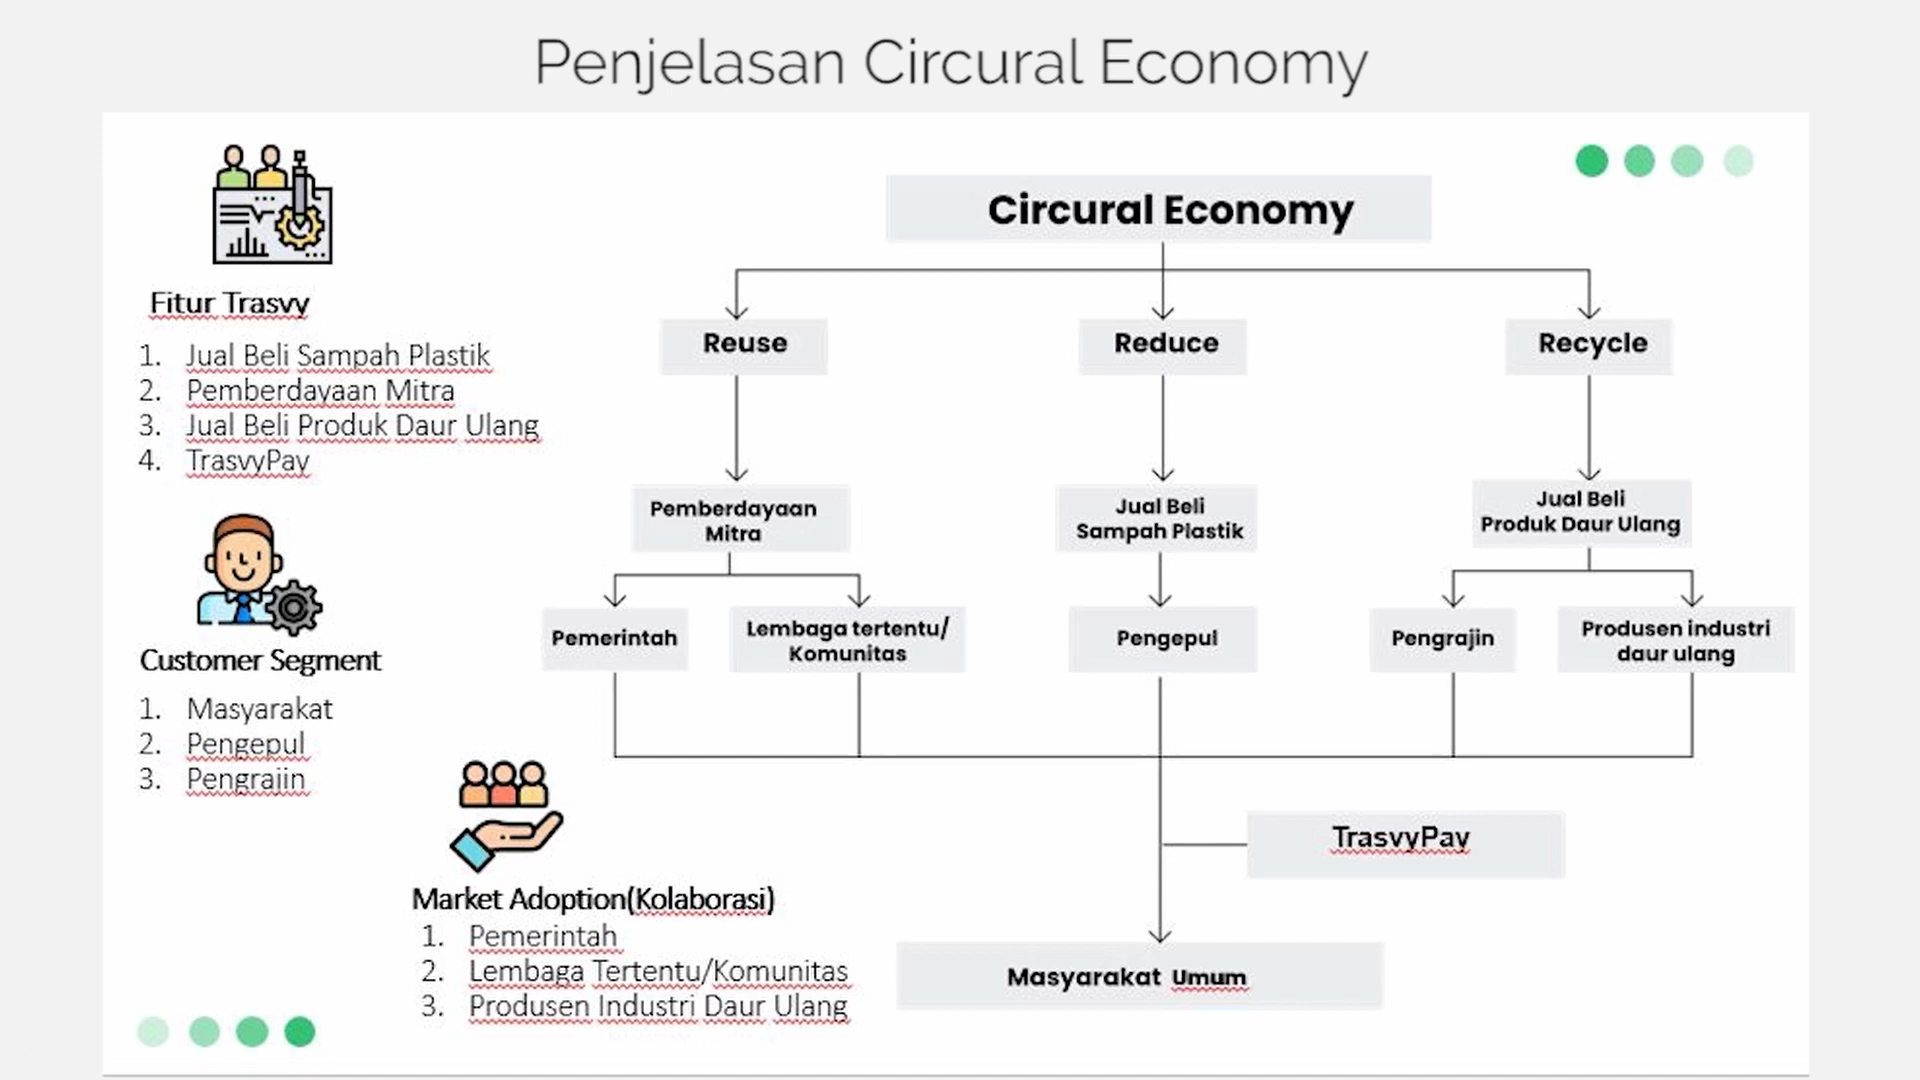 Penjelasan Circural Economy
Fitur Trasvy
1. Jual Beli Sampah Plastik
2. Pemberdayaan Mitra
3. Jual Beli Produk Daur Ulang
4. TrasvyPay
Customer Segment
1. Masyarakat
2. Pengepul
3. Pengrajin
Market Adoption(Kolaborasi)
1. Pemerintah
2. Lembaga Tertentu/Komunitas
3. Produsen Industri Daur Ulang
Circural Economy
Reuse
Reduce
Recycle
Pemberdayaan
Mitra
Jual Beli
Sampah Plastik
Jual Beli
Produk Daur Ulang
Pemerintah
Lembaga tertentu/
Komunitas
Pengepul
Pengrajin
Produsen industri
daur ulang
TrasvyPay
Masyarakat Umum